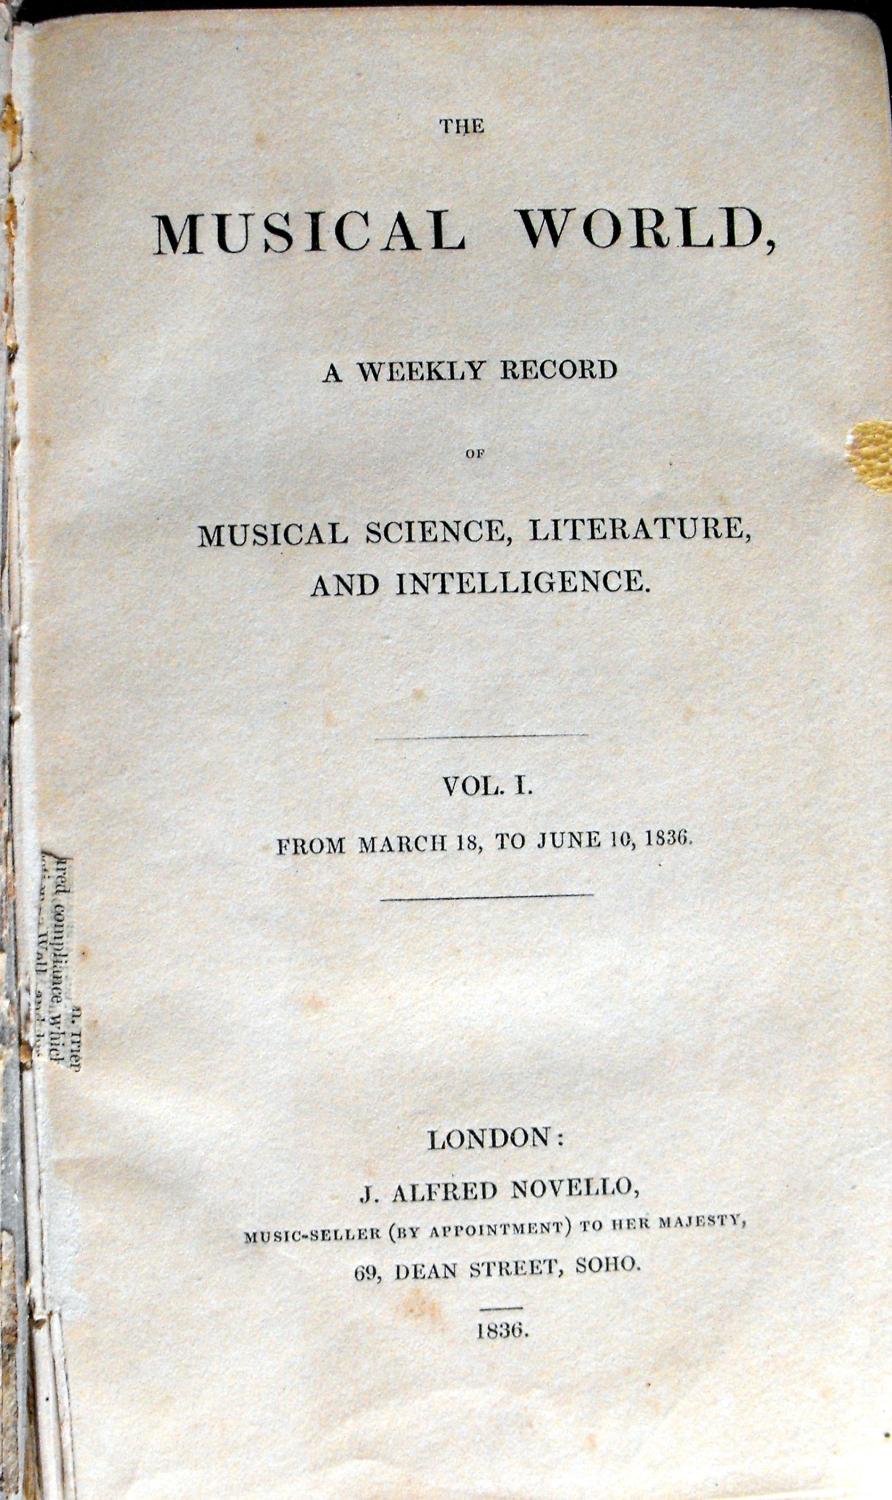 THE
MUSICAL WORLD,
A WEEKLY RECORD
OF
MUSICAL SCIENCE, LITERATURE,
AND INTELLIGENCE.
VOL. I.
FROM MARCH 18, TO JUNE 10, 1836.
LONDON:
J. ALFRED NOVELLO,
MUSIC-SELLER (BY APPOINTMENT) TO HER MAJESTY,
69, DEAN STREET, SOHO.
1836.
compliance